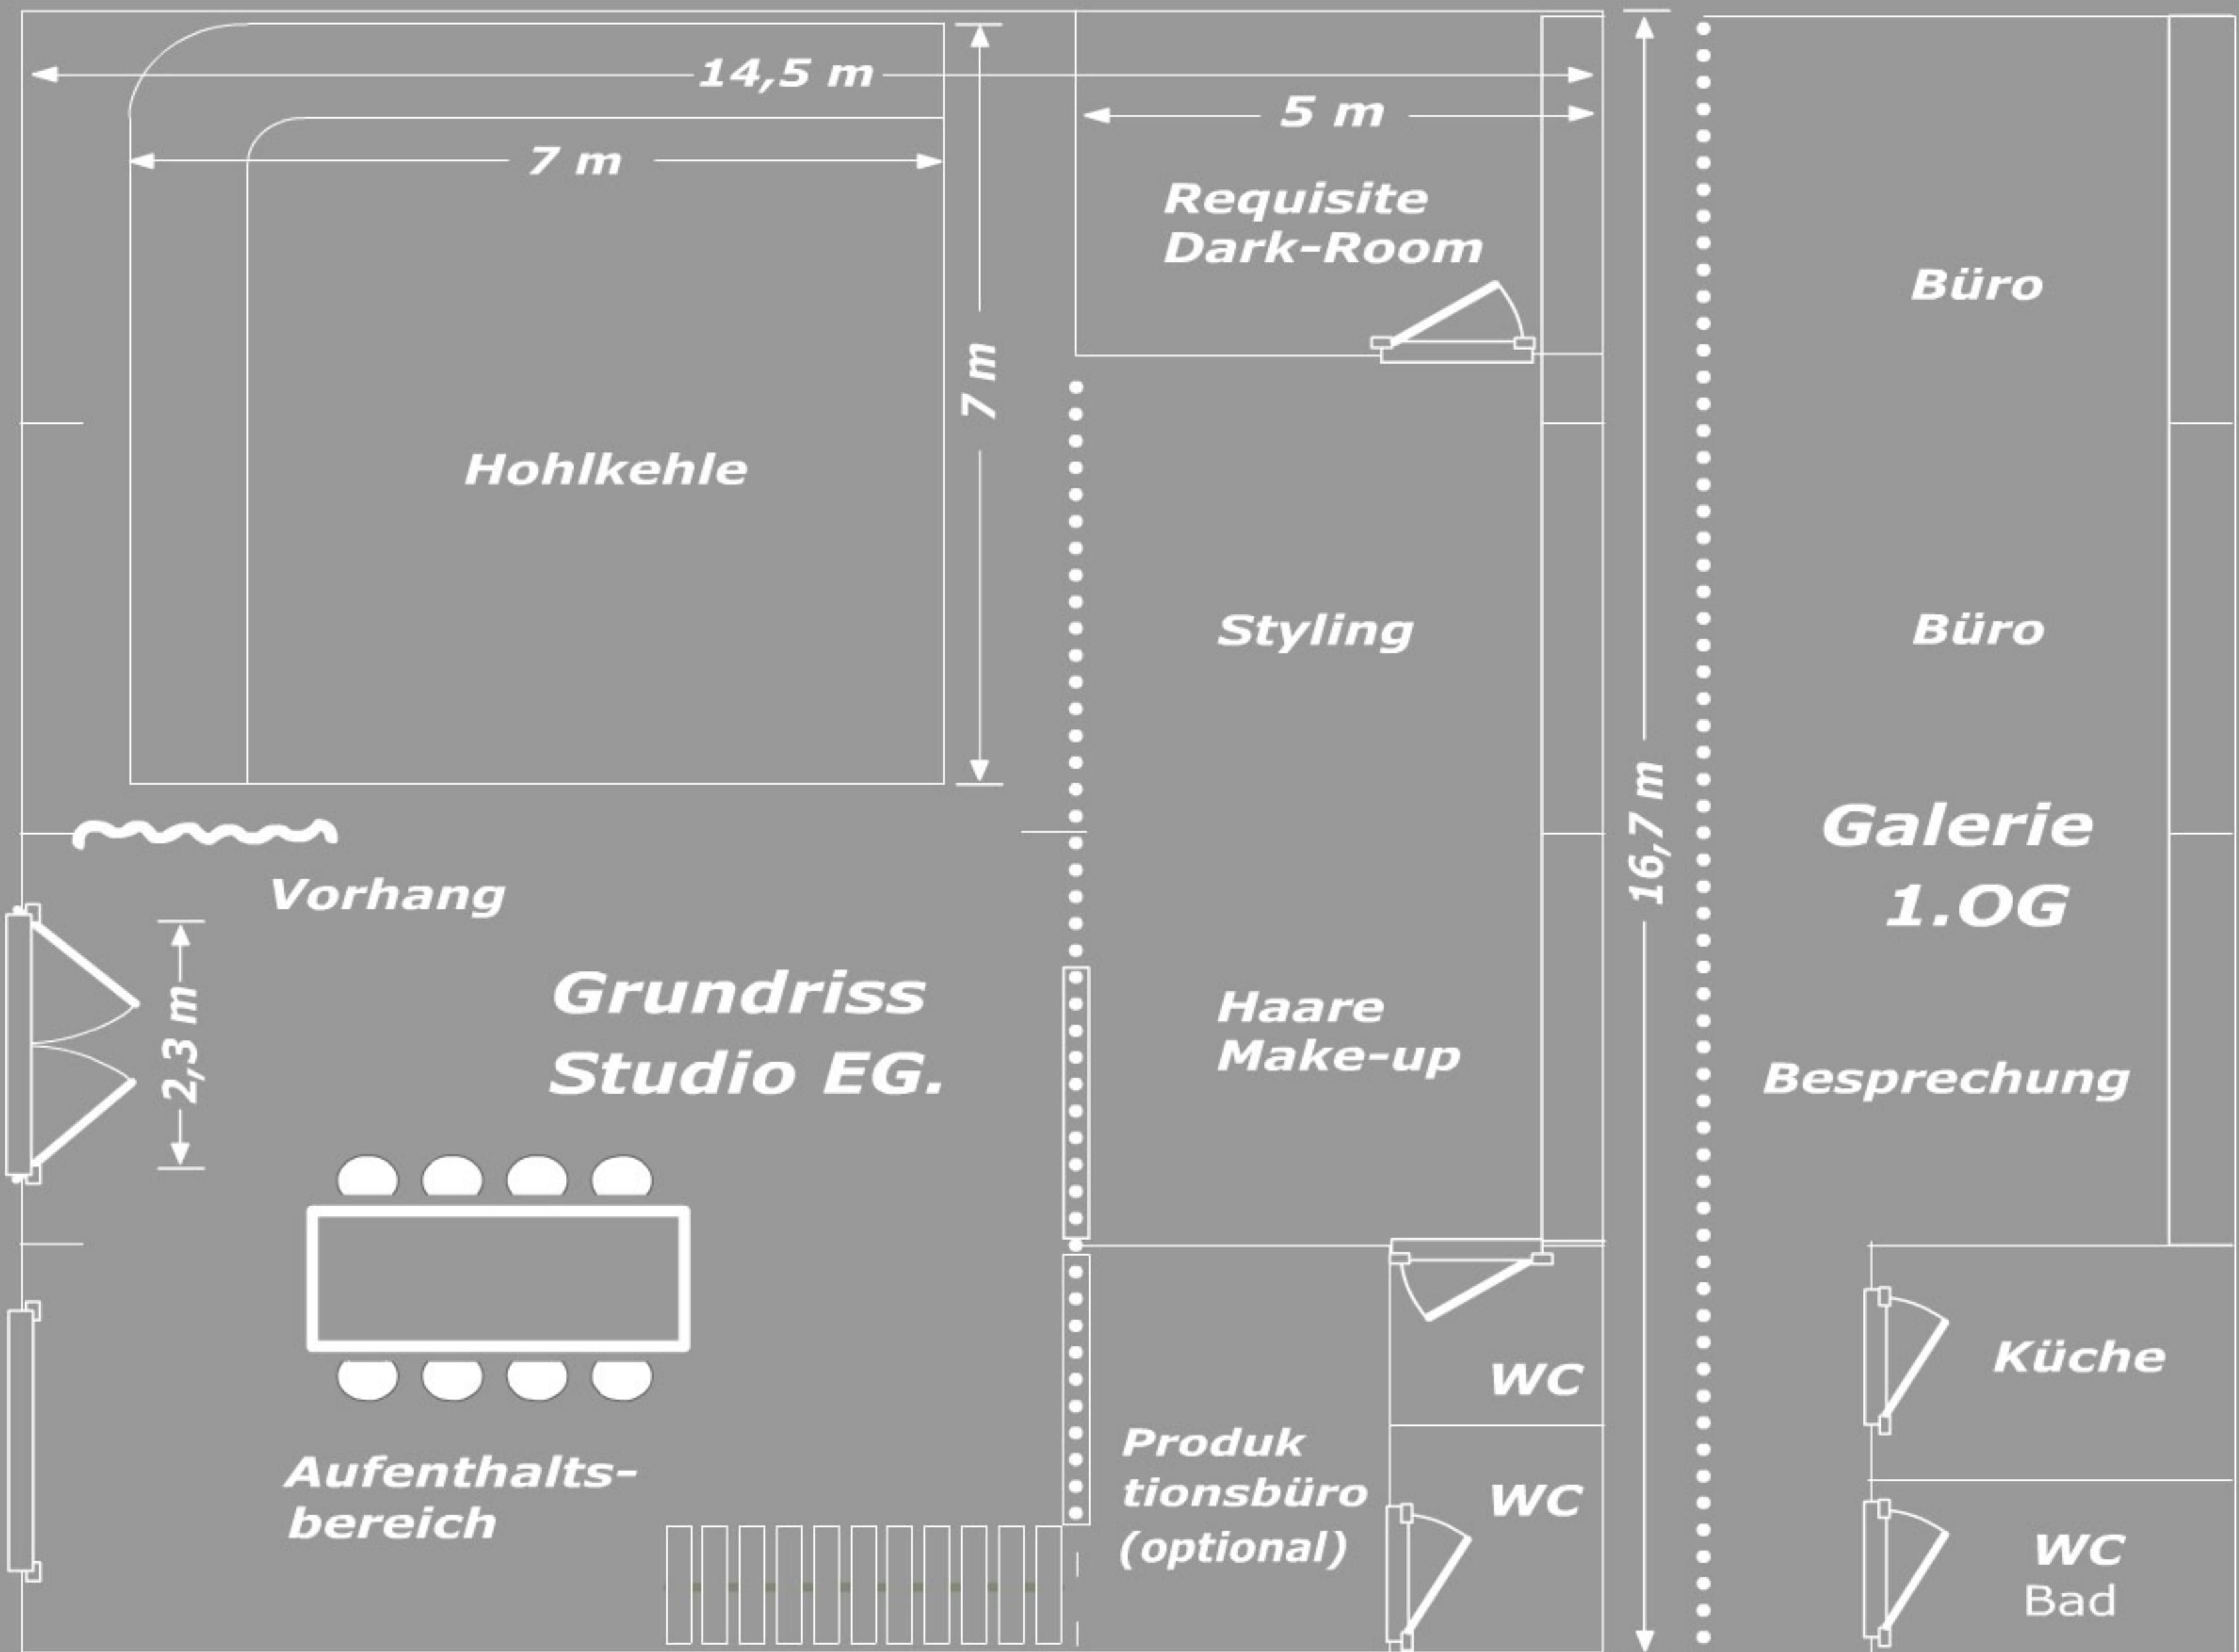 14,5 m
5 m
7 m
Requisite
Dark-Room
7 m
Hohlkehle
Styling
Vorhang
2,3 m
Grundriss
Studio EG.
Haare
Make-up
Aufenthalts-
bereich
Produk
tionsbüro
(optional)
WC
WC
16,7 m
Büro
Büro
Galerie
1.OG
Besprechung
Küche
WC
Bad